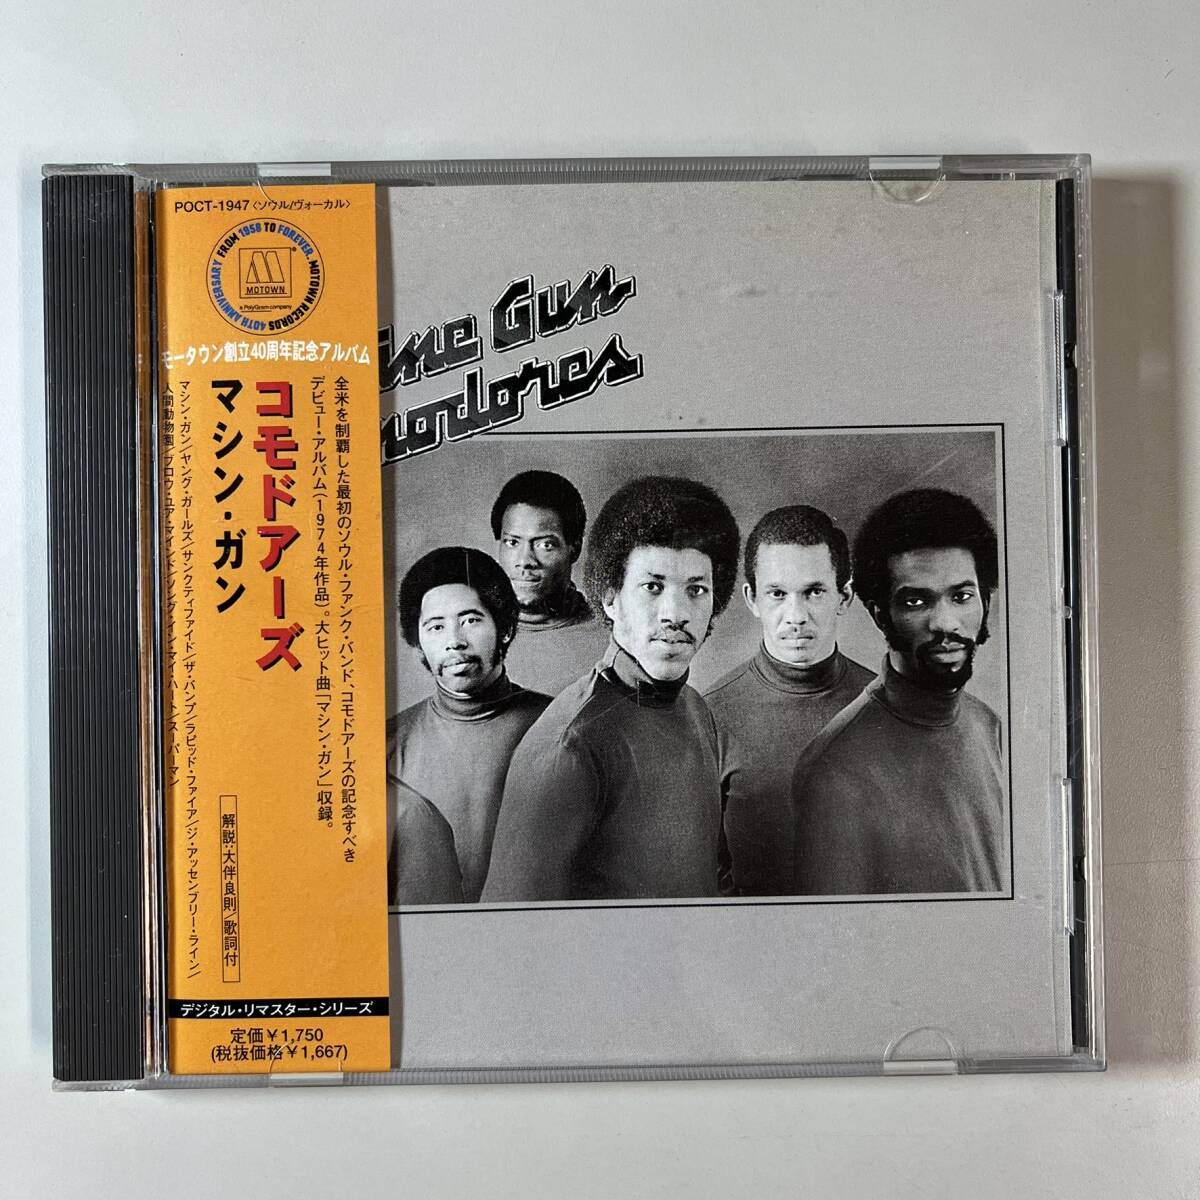 POCT-1947〈ソウル/ヴォーカル〉
MOTOWN RECORDS 40TH ANNIVERSARY FROM 1958 TO FOREVER.
MOTOWN
a PolyGram company
モータウン創立40周年記念アルバム
全米を制覇した最初のソウル・ファンク・バンド、コモドアーズの記念すべき
デビュー・アルバム(1974年作品)。大ヒット曲「マシン・ガン」収録。
コモドアーズ
マシン・ガン
マシン・ガン/ヤング・ガールズ/サンクティファイド/ザ・バンプ/ラピッド・ファイア/ジ・アッセンブリー・ライン/
人間動物園/ブロウ・ユア・マインド/ソング・イン・マイ・ハート/スーパーマン
解説:大伴良則/歌詞付
デジタル・リマスター・シリーズ
定価¥1,750
(税抜価格¥1,667)
ine Gun
modores